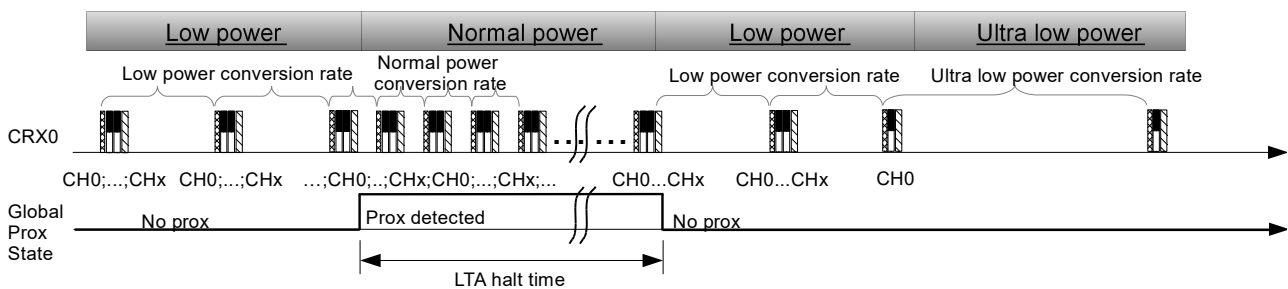 Low power Normal power Low power Ultra low power
Low power conversion rate
Normal power
conversion rate
Low power conversion rate
Ultra low power conversion rate
CRX0
CH0;...;CHx CH0;...;CHx ...;CH0;..;CHx;CH0;...;CHx;... CH0...CHx CH0...CHx CH0
Global
Prox
State
No prox
Prox detected
No prox
LTA halt time